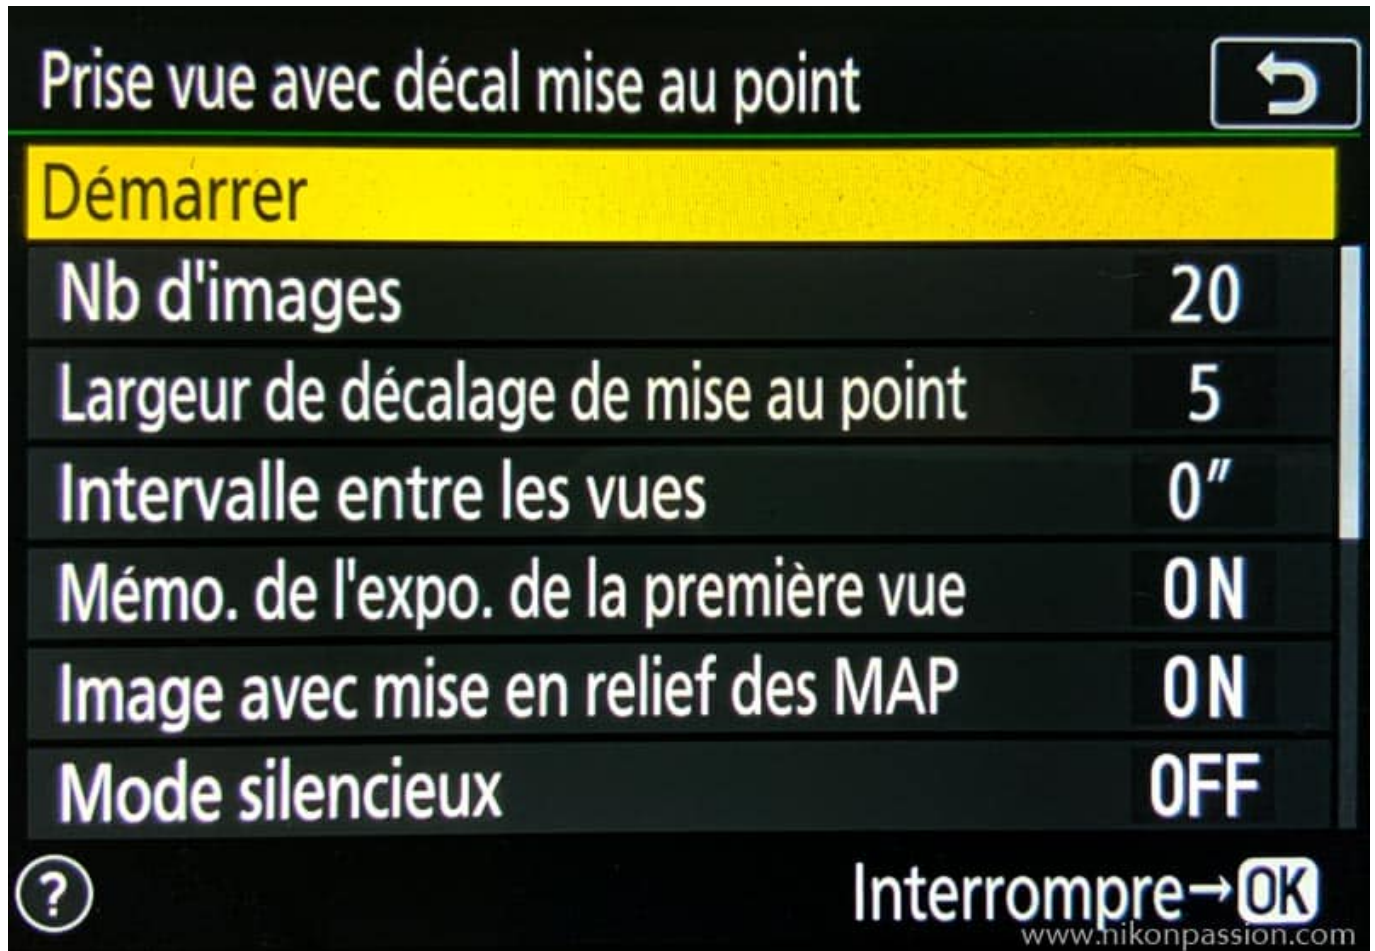 Prise vue avec décal mise au point
Démarrer
Nb d'images 20
Largeur de décalage de mise au point 5
Intervalle entre les vues 0″
Mémo. de l'expo. de la première vue ON
Image avec mise en relief des MAP ON
Mode silencieux OFF
? Interrompre→OK
www.nikonpassion.com